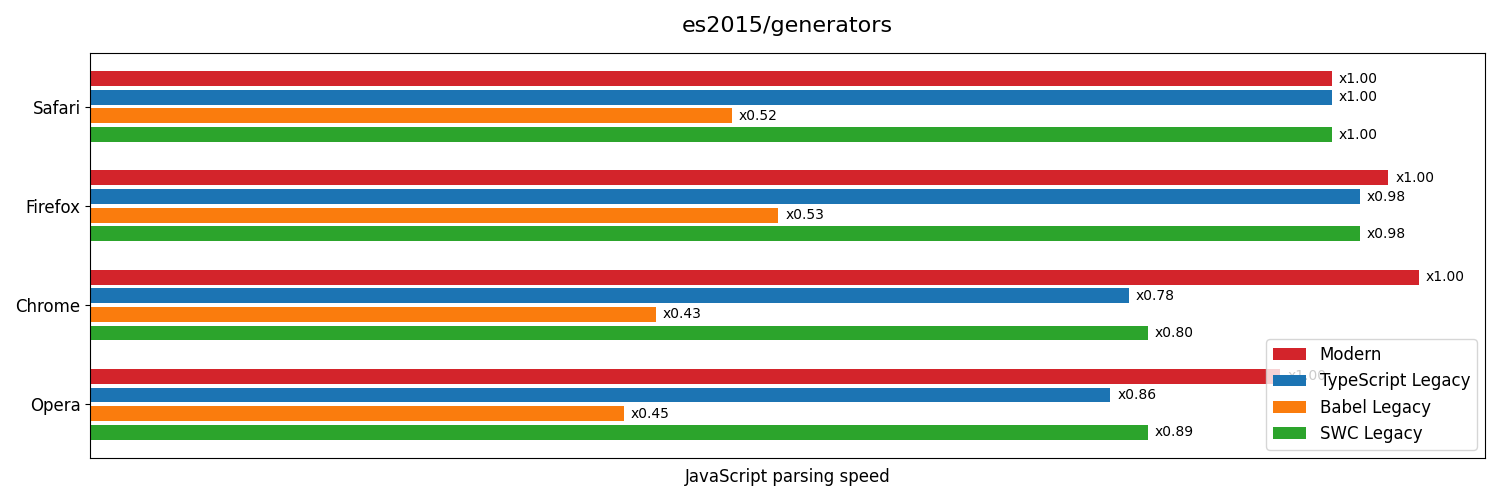 es2015/generators
Safari
x1.00
x1.00
x0.52
x1.00
Firefox
x1.00
x0.98
x0.53
x0.98
Chrome
x1.00
x0.78
x0.43
x0.80
Opera
x1.00
x0.86
x0.45
x0.89
Modern
TypeScript Legacy
Babel Legacy
SWC Legacy
JavaScript parsing speed